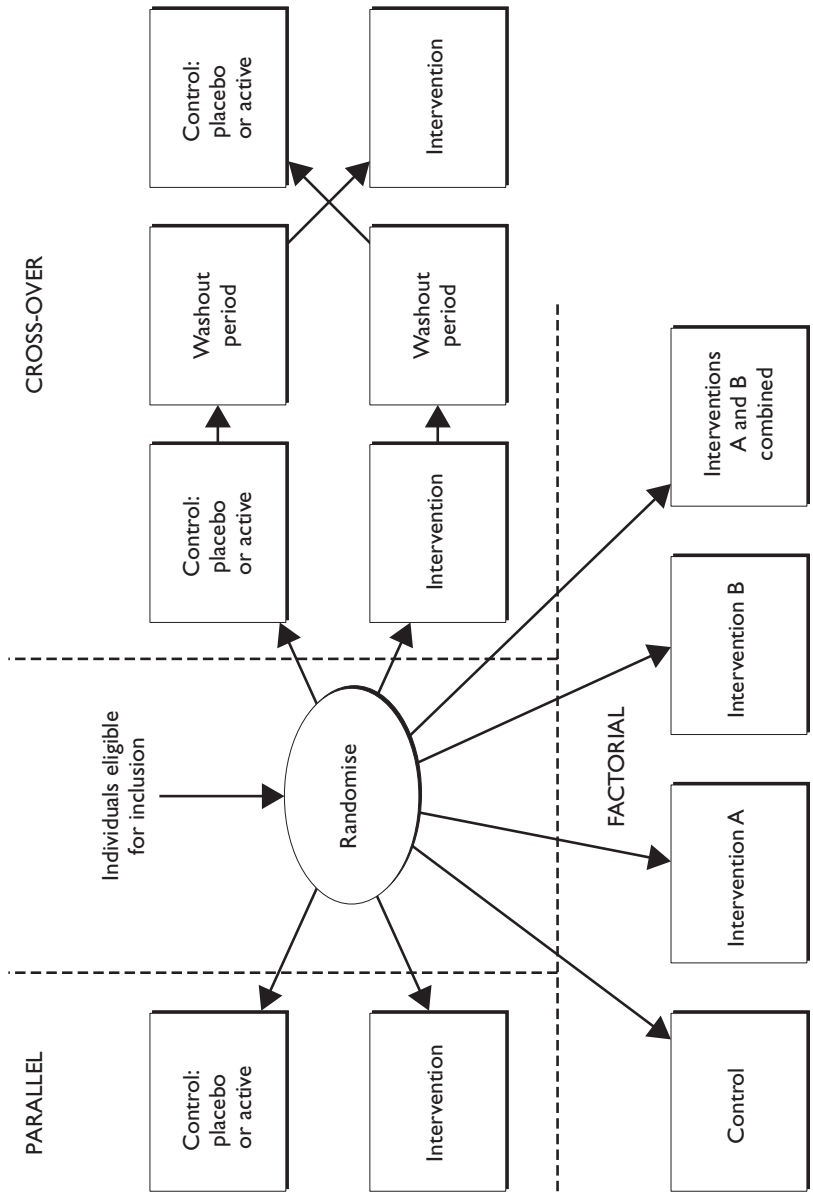 PARALLEL
CROSS-OVER
Individuals eligible
for inclusion
Control:
placebo
or active
Control:
placebo
or active
Washout
period
Control:
placebo
or active
Randomise
Intervention
Intervention
Washout
period
Intervention
FACTORIAL
Control
Intervention A
Intervention B
Interventions
A and B
combined